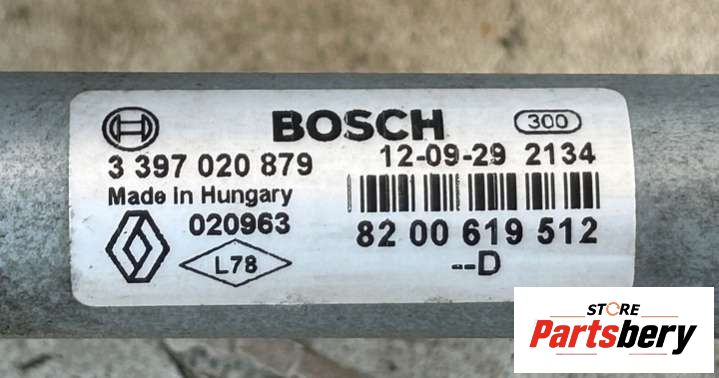 BOSCH 300
3 397 020 879 12-09-29 2134
Made in Hungary
020963 82 00 619 512
L78 --D
STORE
Partsbery